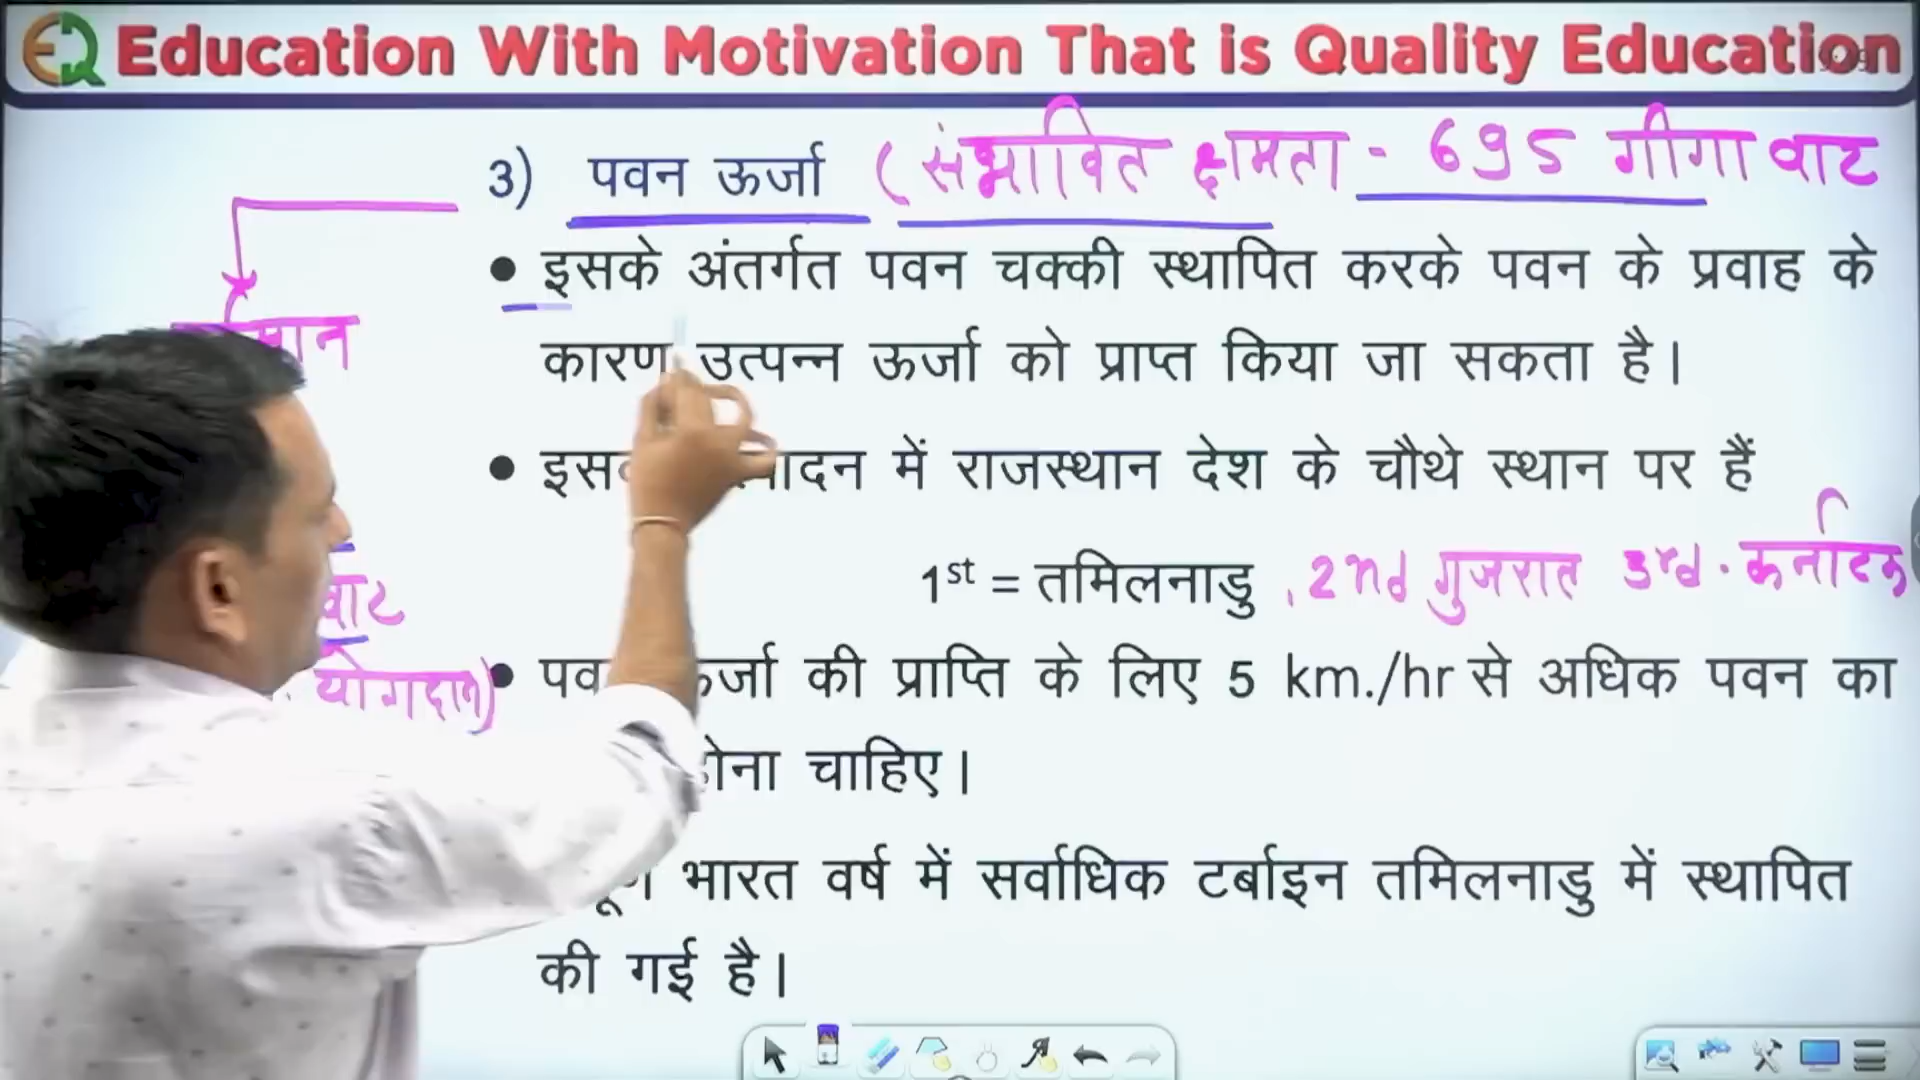 Education With Motivation That is Quality Education
3) पवन ऊर्जा (संभावित क्षमता - 695 गीगा वाट
• इसके अंतर्गत पवन चक्की स्थापित करके पवन के प्रवाह के
कारण उत्पन्न ऊर्जा को प्राप्त किया जा सकता है।
• में राजस्थान देश के चौथे स्थान पर हैं
1st = तमिलनाडु , 2nd गुजरात 3rd. कर्नाटक
वाट
योगदान)
• ऊर्जा की प्राप्ति के लिए 5 km./hr से अधिक पवन का
होना चाहिए।
भारत वर्ष में सर्वाधिक टर्बाइन तमिलनाडु में स्थापित
की गई है।